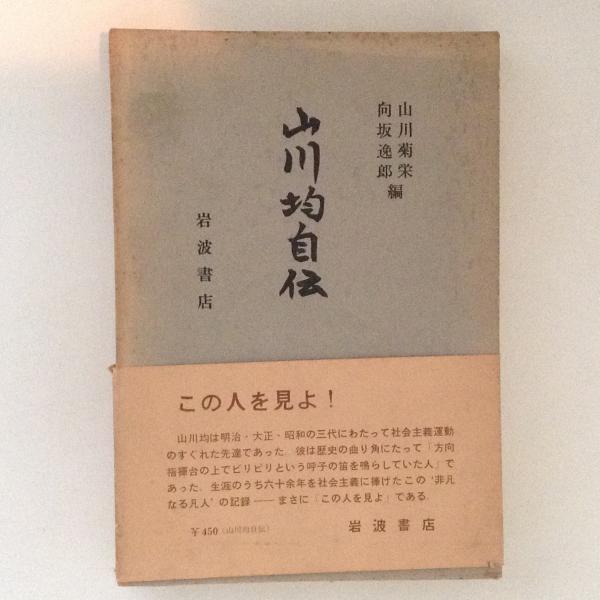 山川菊栄
向坂逸郎 編
山川均自伝
岩波書店
この人を見よ！
山川均は明治・大正・昭和の三代にわたって社会主義運動
のすぐれた先達であった。彼は歴史の曲り角にたって「方向
指揮台の上でピリピリという呼子の笛を鳴らしていた人」で
あった。生涯のうち六十余年を社会主義に捧げたこの“非凡
なる凡人”の記録──まさに「この人を見よ」である。
￥450（山川均自伝）
岩波書店